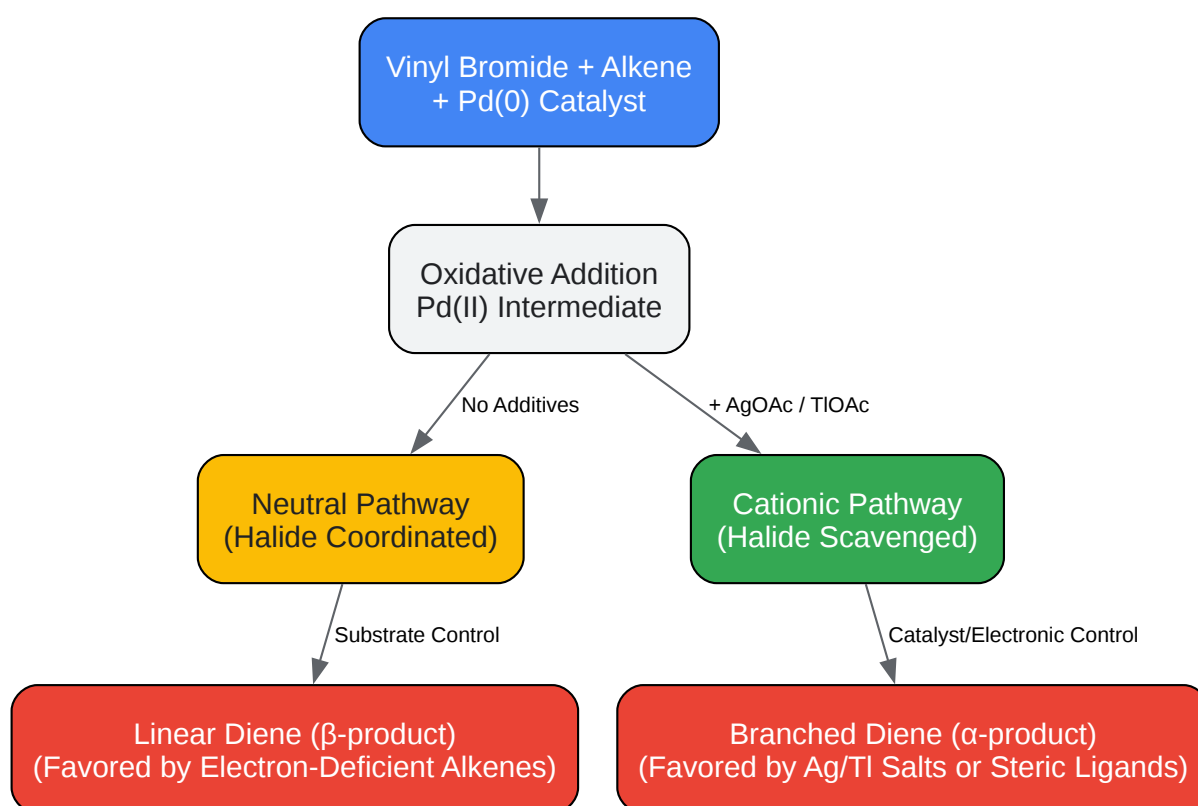 Vinyl Bromide + Alkene
+ Pd(0) Catalyst
Oxidative Addition
Pd(II) Intermediate
No Additives
+ AgOAc / TlOAc
Neutral Pathway
(Halide Coordinated)
Cationic Pathway
(Halide Scavenged)
Substrate Control
Catalyst/Electronic Control
Linear Diene (β-product)
(Favored by Electron-Deficient Alkenes)
Branched Diene (α-product)
(Favored by Ag/Tl Salts or Steric Ligands)